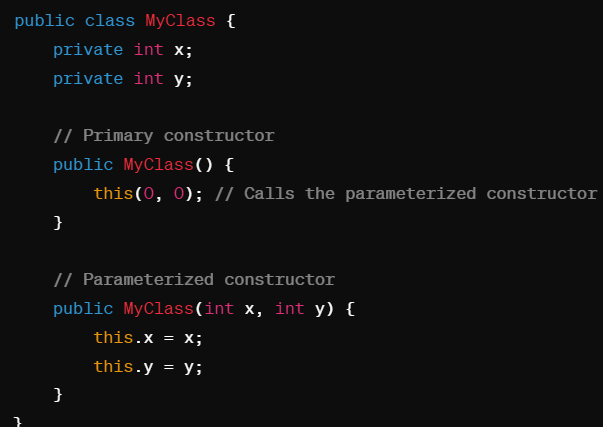 public class MyClass {
    private int x;
    private int y;

    // Primary constructor
    public MyClass() {
        this(0, 0); // Calls the parameterized constructor
    }

    // Parameterized constructor
    public MyClass(int x, int y) {
        this.x = x;
        this.y = y;
    }
}